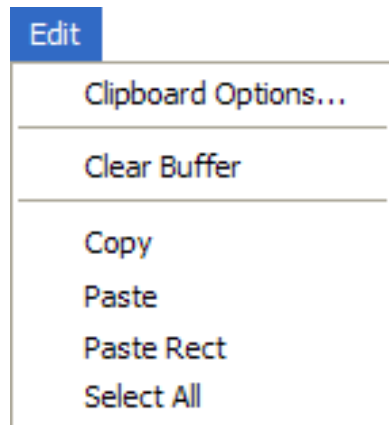 Edit
Clipboard Options...
Clear Buffer
Copy
Paste
Paste Rect
Select All